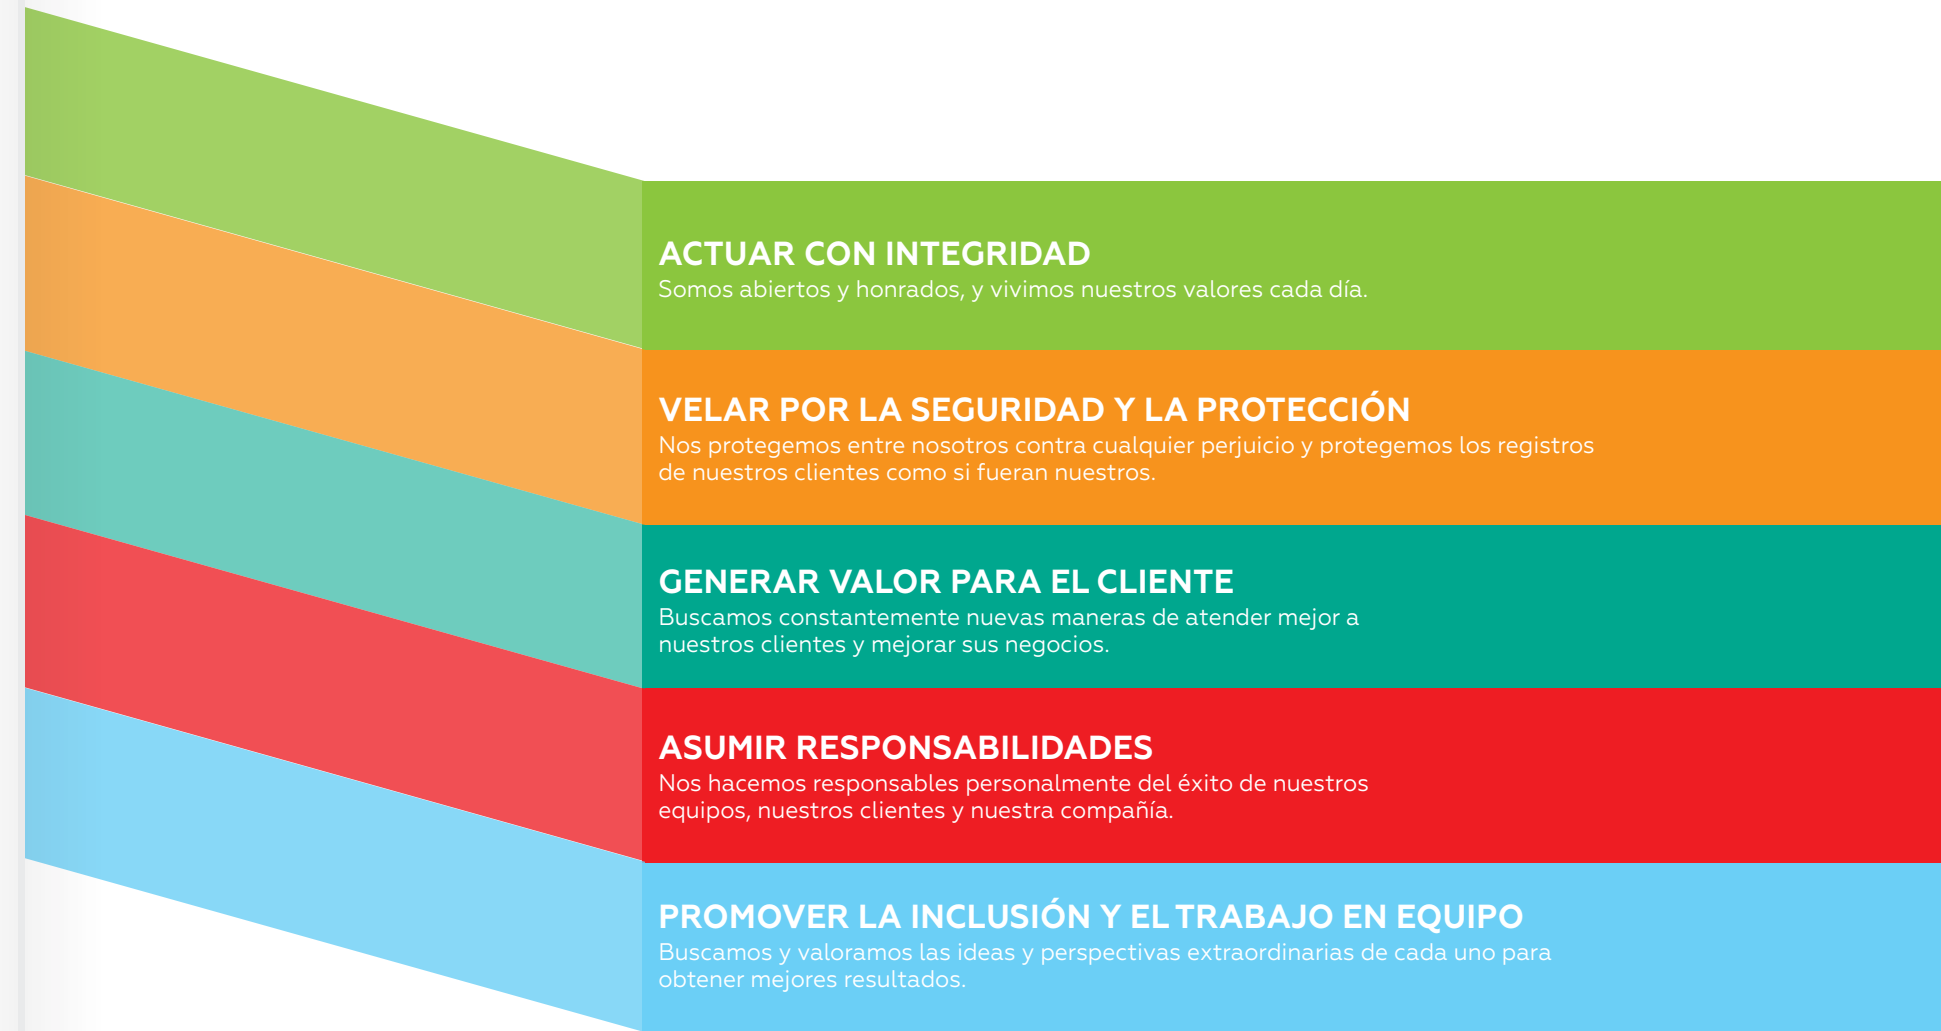 ACTUAR CON INTEGRIDAD
Somos abiertos y honrados, y vivimos nuestros valores cada día.
VELAR POR LA SEGURIDAD Y LA PROTECCIÓN
Nos protegemos entre nosotros contra cualquier perjuicio y protegemos los registros
de nuestros clientes como si fueran nuestros.
GENERAR VALOR PARA EL CLIENTE
Buscamos constantemente nuevas maneras de atender mejor a
nuestros clientes y mejorar sus negocios.
ASUMIR RESPONSABILIDADES
Nos hacemos responsables personalmente del éxito de nuestros
equipos, nuestros clientes y nuestra compañía.
PROMOVER LA INCLUSIÓN Y EL TRABAJO EN EQUIPO
Buscamos y valoramos las ideas y perspectivas extraordinarias de cada uno para
obtener mejores resultados.